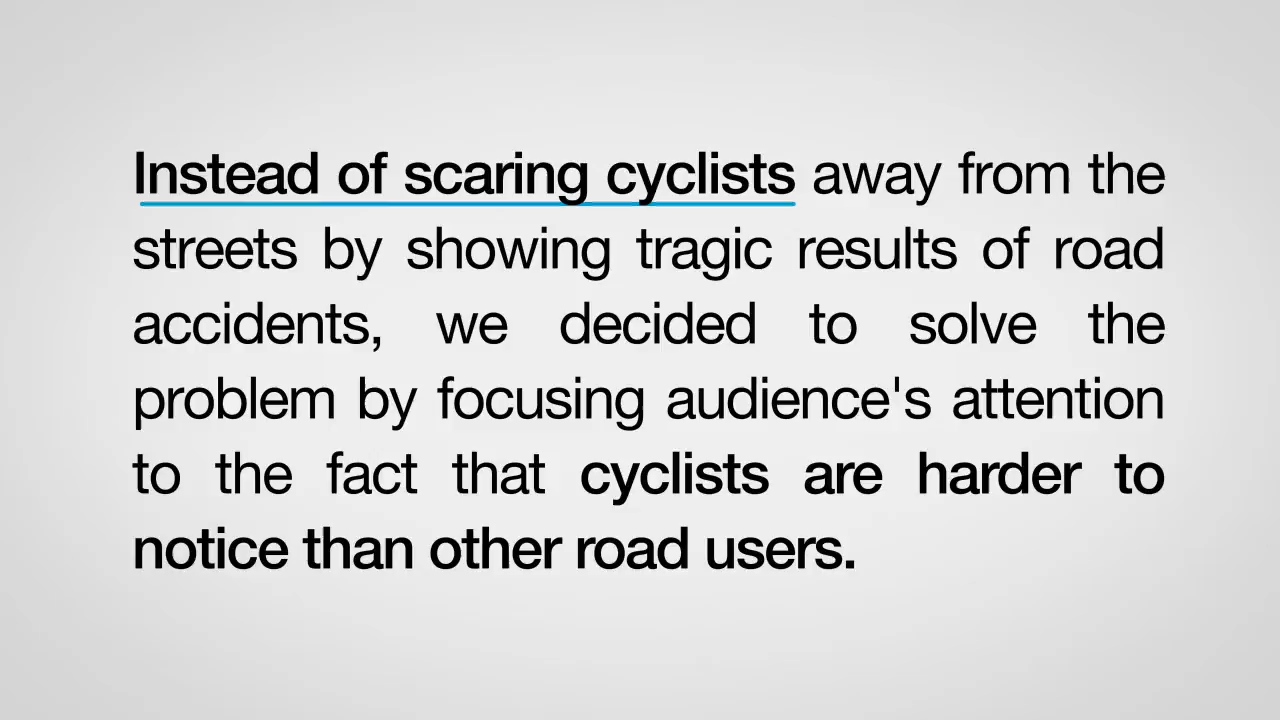 Instead of scaring cyclists away from the
streets by showing tragic results of road
accidents, we decided to solve the
problem by focusing audience's attention
to the fact that cyclists are harder to
notice than other road users.